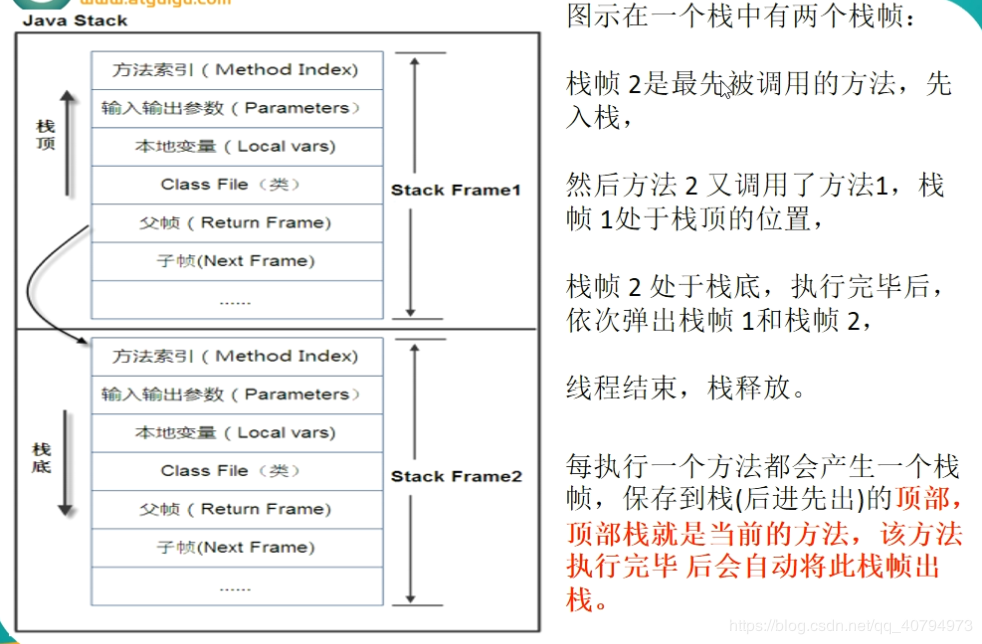 www.atguigu.com
Java Stack
方法索引 ( Method Index)
输入输出参数 ( Parameters )
本地变量 ( Local vars)
Class File（类）
父帧 ( Return Frame)
子帧(Next Frame)
......
栈顶
Stack Frame1
方法索引 ( Method Index)
输入输出参数 ( Parameters )
本地变量 ( Local vars)
Class File（类）
父帧 ( Return Frame)
子帧(Next Frame)
......
栈底
Stack Frame2
图示在一个栈中有两个栈帧：
栈帧 2是最先被调用的方法，先
入栈，
然后方法 2 又调用了方法1，栈
帧 1处于栈顶的位置，
栈帧 2 处于栈底，执行完毕后，
依次弹出栈帧 1和栈帧 2，
线程结束，栈释放。
每执行一个方法都会产生一个栈
帧，保存到栈(后进先出)的顶部，
顶部栈就是当前的方法，该方法
执行完毕 后会自动将此栈帧出
栈。
https://blog.csdn.net/qq_40794973